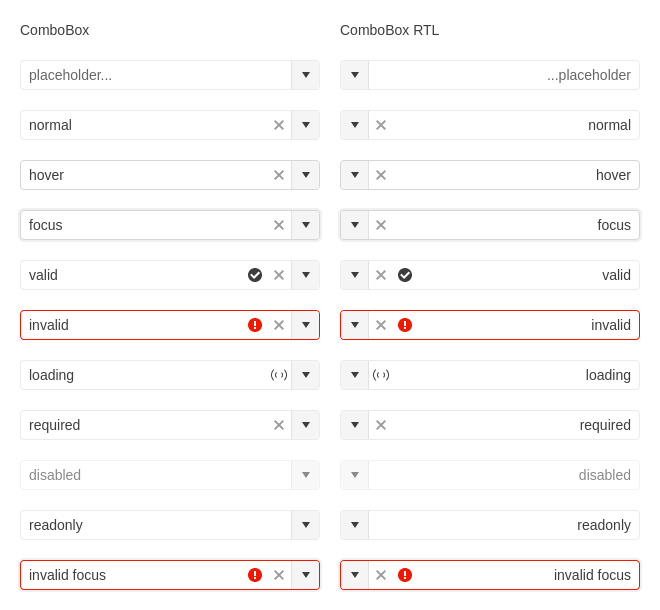 ComboBox
ComboBox RTL
placeholder...
...placeholder
normal
normal
hover
hover
focus
focus
valid
valid
invalid
invalid
loading
loading
required
required
disabled
disabled
readonly
readonly
invalid focus
invalid focus